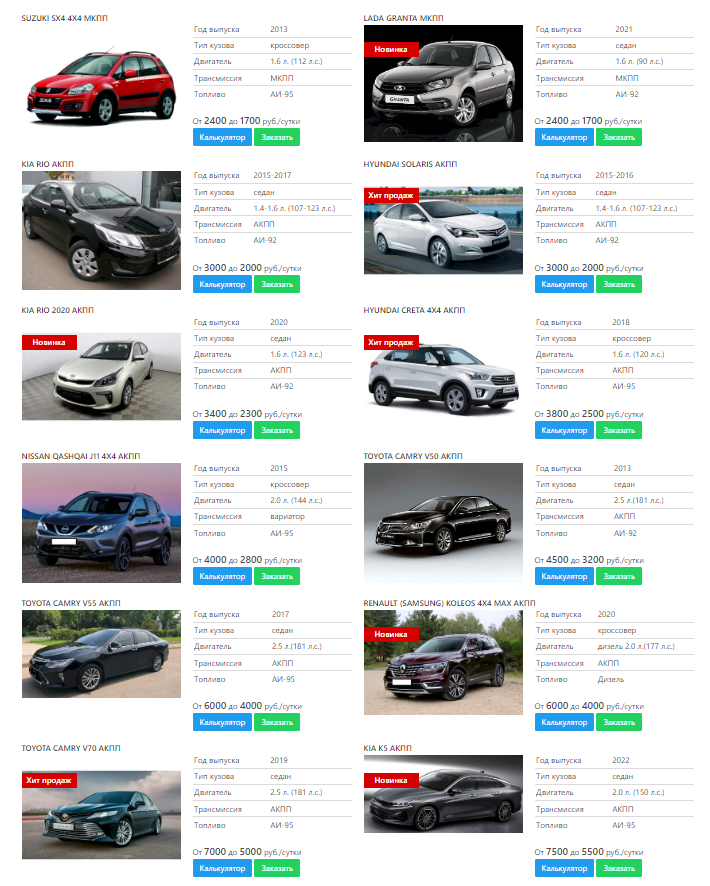 SUZUKI SX4 4X4 МКПП
Год выпуска 2013
Тип кузова кроссовер
Двигатель 1.6 л. (112 л.с.)
Трансмиссия МКПП
Топливо АИ-95
От 2400 до 1700 руб./сутки
Калькулятор Заказать
LADA GRANTA МКПП
Новинка
GRANTA
Год выпуска 2021
Тип кузова седан
Двигатель 1.6 л. (90 л.с.)
Трансмиссия МКПП
Топливо АИ-92
От 2400 до 1700 руб./сутки
Калькулятор Заказать
KIA RIO АКПП
Год выпуска 2015-2017
Тип кузова седан
Двигатель 1.4-1.6 л. (107-123 л.с.)
Трансмиссия АКПП
Топливо АИ-92
От 3000 до 2000 руб./сутки
Калькулятор Заказать
HYUNDAI SOLARIS АКПП
Хит продаж
Год выпуска 2015-2016
Тип кузова седан
Двигатель 1,4-1.6 л. (107-123 л.с.)
Трансмиссия АКПП
Топливо АИ-92
От 3000 до 2000 руб./сутки
Калькулятор Заказать
KIA RIO 2020 АКПП
Новинка
Год выпуска 2020
Тип кузова седан
Двигатель 1.6 л. (123 л.с.)
Трансмиссия АКПП
Топливо АИ-92
От 3400 до 2300 руб./сутки
Калькулятор Заказать
HYUNDAI CRETA 4X4 АКПП
Хит продаж
Год выпуска 2018
Тип кузова кроссовер
Двигатель 1.6 л. (120 л.с.)
Трансмиссия АКПП
Топливо АИ-95
От 3800 до 2500 руб./сутки
Калькулятор Заказать
NISSAN QASHQAI J11 4X4 АКПП
Год выпуска 2015
Тип кузова кроссовер
Двигатель 2.0 л. (144 л.с.)
Трансмиссия вариатор
Топливо АИ-95
От 4000 до 2800 руб./сутки
Калькулятор Заказать
TOYOTA CAMRY V50 АКПП
Год выпуска 2013
Тип кузова седан
Двигатель 2.5 л.(181 л.с.)
Трансмиссия АКПП
Топливо АИ-92
От 4500 до 3200 руб./сутки
Калькулятор Заказать
TOYOTA CAMRY V55 АКПП
Год выпуска 2017
Тип кузова седан
Двигатель 2.5 л.(181 л.с.)
Трансмиссия АКПП
Топливо АИ-95
От 6000 до 4000 руб./сутки
Калькулятор Заказать
RENAULT (SAMSUNG) KOLEOS 4X4 MAX АКПП
Новинка
Год выпуска 2020
Тип кузова кроссовер
Двигатель дизель 2.0 л.(177 л.с.)
Трансмиссия АКПП
Топливо Дизель
От 6000 до 4000 руб./сутки
Калькулятор Заказать
TOYOTA CAMRY V70 АКПП
Хит продаж
Год выпуска 2019
Тип кузова седан
Двигатель 2.5 л. (181 л.с.)
Трансмиссия АКПП
Топливо АИ-95
От 7000 до 5000 руб./сутки
Калькулятор Заказать
KIA K5 АКПП
Новинка
Год выпуска 2022
Тип кузова седан
Двигатель 2.0 л. (150 л.с.)
Трансмиссия АКПП
Топливо АИ-95
От 7500 до 5500 руб./сутки
Калькулятор Заказать